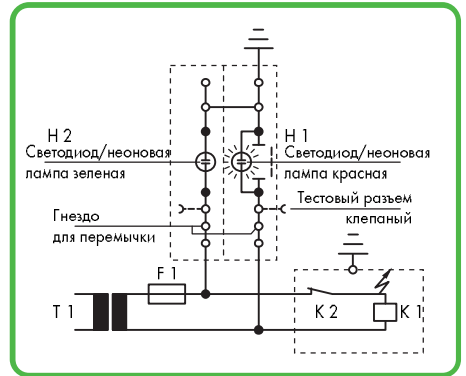 H 2
Светодиод/неоновая
лампа зеленая
H 1
Светодиод/неоновая
лампа красная
Тестовый разъем
клепаный
Гнездо
для перемычки
F 1
T 1
K 2
K 1